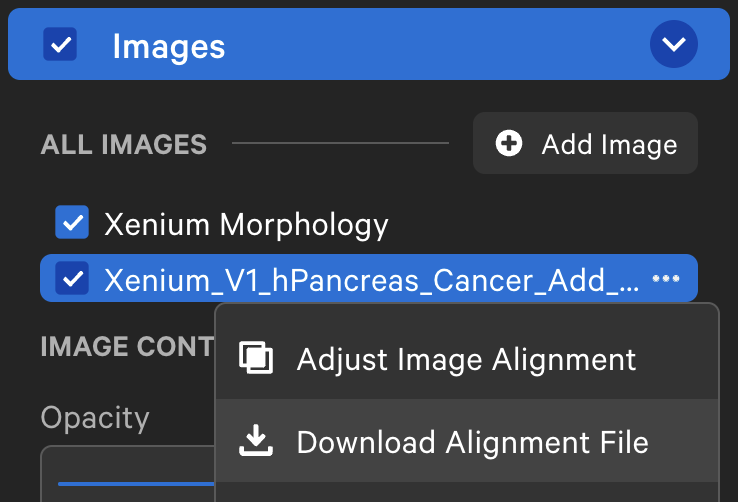 Images
ALL IMAGES
Add Image
Xenium Morphology
Xenium_V1_hPancreas_Cancer_Add_...
IMAGE CONT
Adjust Image Alignment
Opacity
Download Alignment File